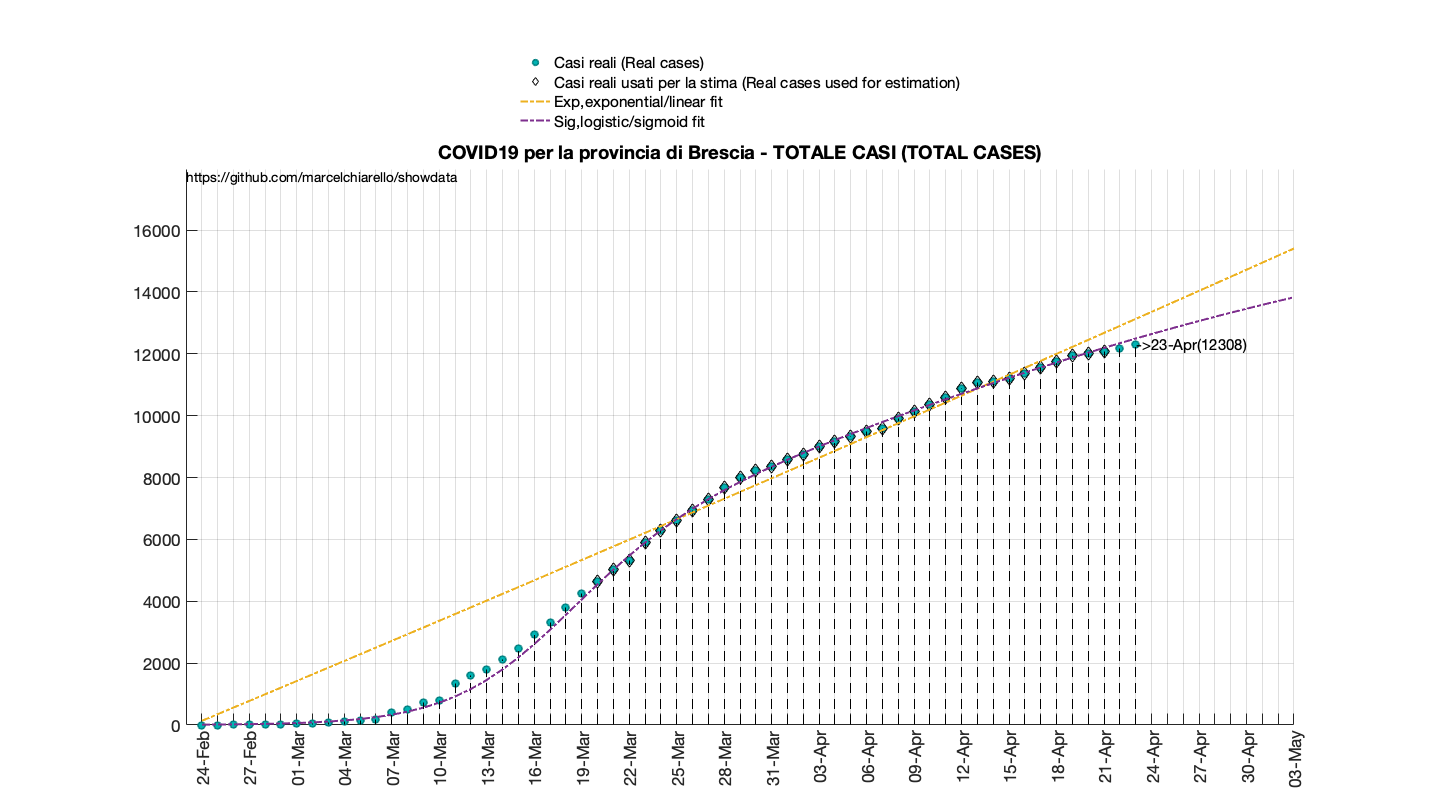 Casi reali (Real cases)
Casi reali usati per la stima (Real cases used for estimation)
Exp,exponential/linear fit
Sig,logistic/sigmoid fit
COVID19 per la provincia di Brescia - TOTALE CASI (TOTAL CASES)
https://github.com/marcelchiarello/showdata
16000
14000
12000
10000
8000
6000
4000
2000
0
->23-Apr(12308)
24-Feb
27-Feb
01-Mar
04-Mar
07-Mar
10-Mar
13-Mar
16-Mar
19-Mar
22-Mar
25-Mar
28-Mar
31-Mar
03-Apr
06-Apr
09-Apr
12-Apr
15-Apr
18-Apr
21-Apr
24-Apr
27-Apr
30-Apr
03-May